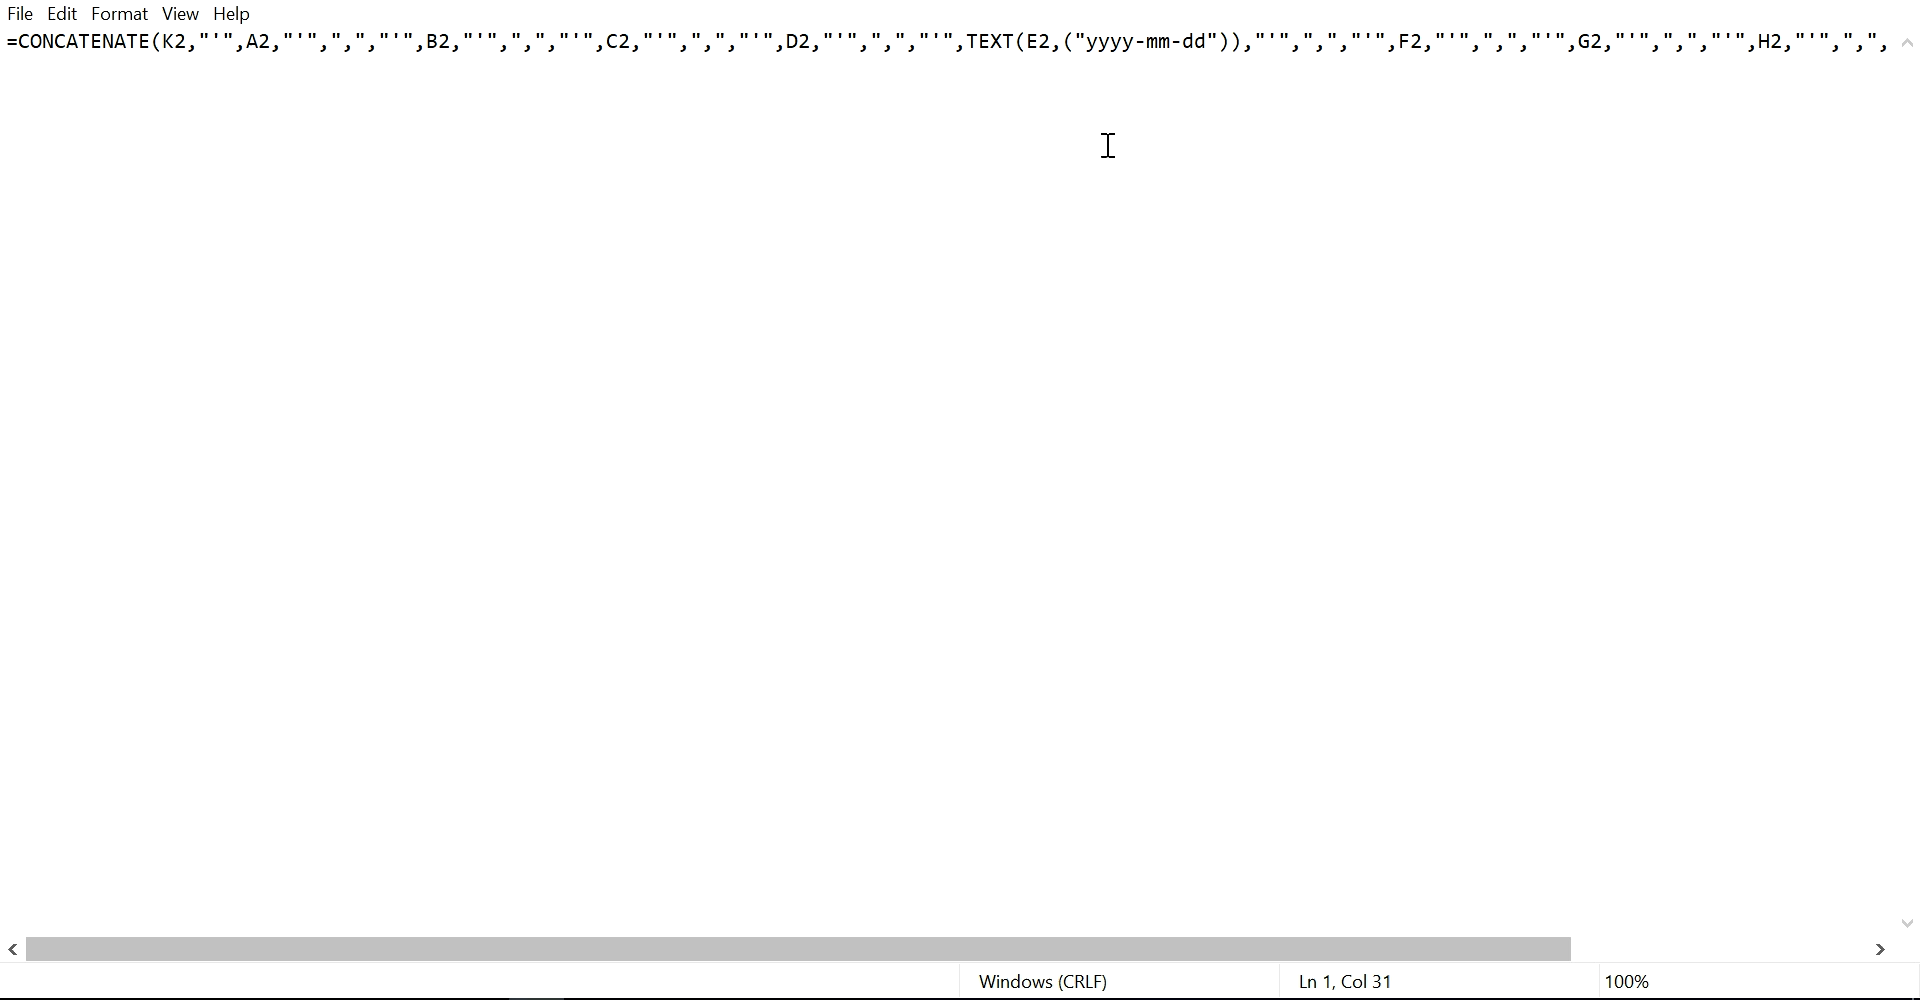 File Edit Format View Help
=CONCATENATE(K2,"'",A2,"'",",","'",B2,"'",",","'",C2,"'",",","'",D2,"'",",","'",TEXT(E2,("yyyy-mm-dd")),"'",",","'",F2,"'",",","'",G2,"'",",","'",H2,"'",",",
Windows (CRLF) Ln 1, Col 31 100%